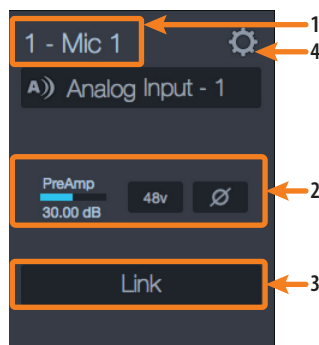 1 - Mic 1
1
4
A)) Analog Input - 1
PreAmp
30.00 dB
48v
Ø
2
Link
3